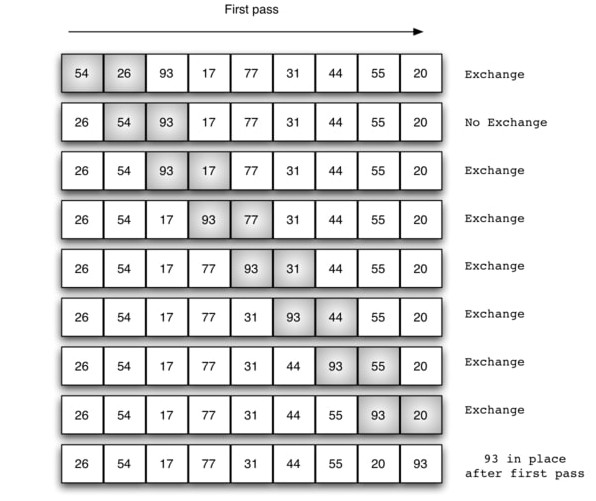 First pass
54 26 93 17 77 31 44 55 20 Exchange
26 54 93 17 77 31 44 55 20 No Exchange
26 54 93 17 77 31 44 55 20 Exchange
26 54 17 93 77 31 44 55 20 Exchange
26 54 17 77 93 31 44 55 20 Exchange
26 54 17 77 31 93 44 55 20 Exchange
26 54 17 77 31 44 93 55 20 Exchange
26 54 17 77 31 44 55 93 20 Exchange
26 54 17 77 31 44 55 20 93 93 in place
after first pass